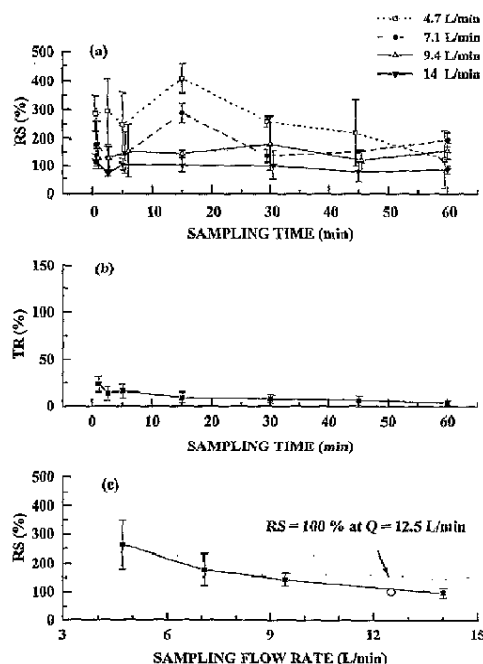 4.7 L/min
7.1 L/min
9.4 L/min
14 L/min
(a)
500
400
300
200
100
0
RS (%)
0 10 20 30 40 50 60
SAMPLING TIME (min)
(b)
150
100
50
0
TR (%)
0 10 20 30 40 50 60
SAMPLING TIME (min)
(c)
500
400
300
200
100
0
RS (%)
RS = 100 % at Q = 12.5 L/min
3 6 9 12 15
SAMPLING FLOW RATE (L/min)